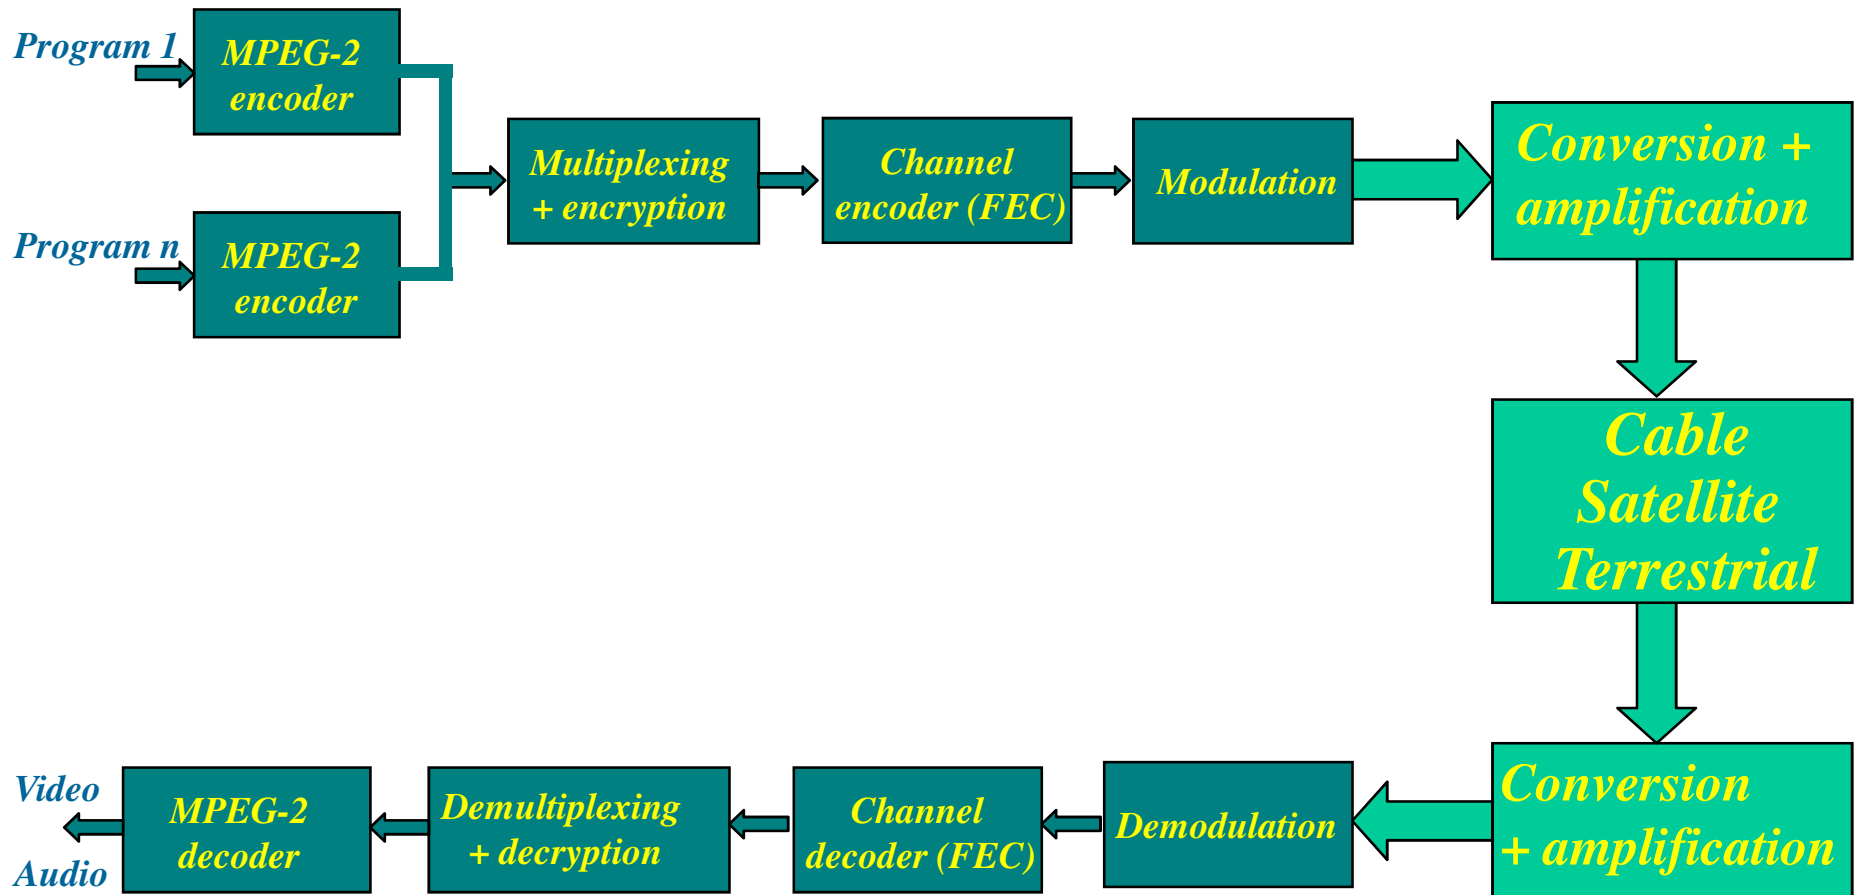 Program 1
MPEG-2
encoder
Program n
MPEG-2
encoder
Multiplexing
+ encryption
Channel
encoder (FEC)
Modulation
Conversion +
amplification
Cable
Satellite
Terrestrial
Conversion
+ amplification
Demodulation
Channel
decoder (FEC)
Demultiplexing
+ decryption
MPEG-2
decoder
Video
Audio